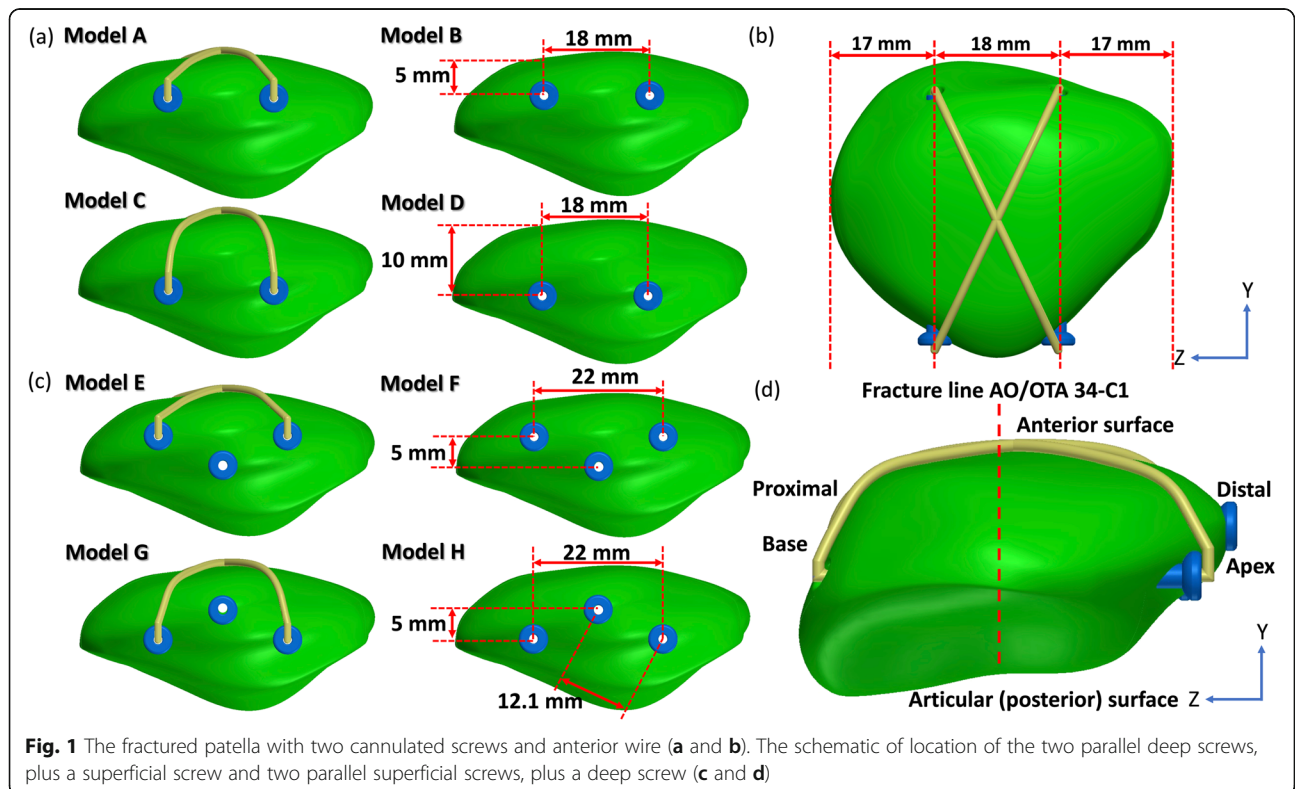 (a) Model A
Model B
18 mm
5 mm
Model C
Model D
18 mm
10 mm
(b)
17 mm 18 mm 17 mm
Y
Z
(c) Model E
Model F
22 mm
5 mm
Model G
Model H
22 mm
5 mm
12.1 mm
Fracture line AO/OTA 34-C1
(d)
Anterior surface
Proximal
Distal
Base
Apex
Y
Articular (posterior) surface
Z
Fig. 1 The fractured patella with two cannulated screws and anterior wire (a and b). The schematic of location of the two parallel deep screws,
plus a superficial screw and two parallel superficial screws, plus a deep screw (c and d)